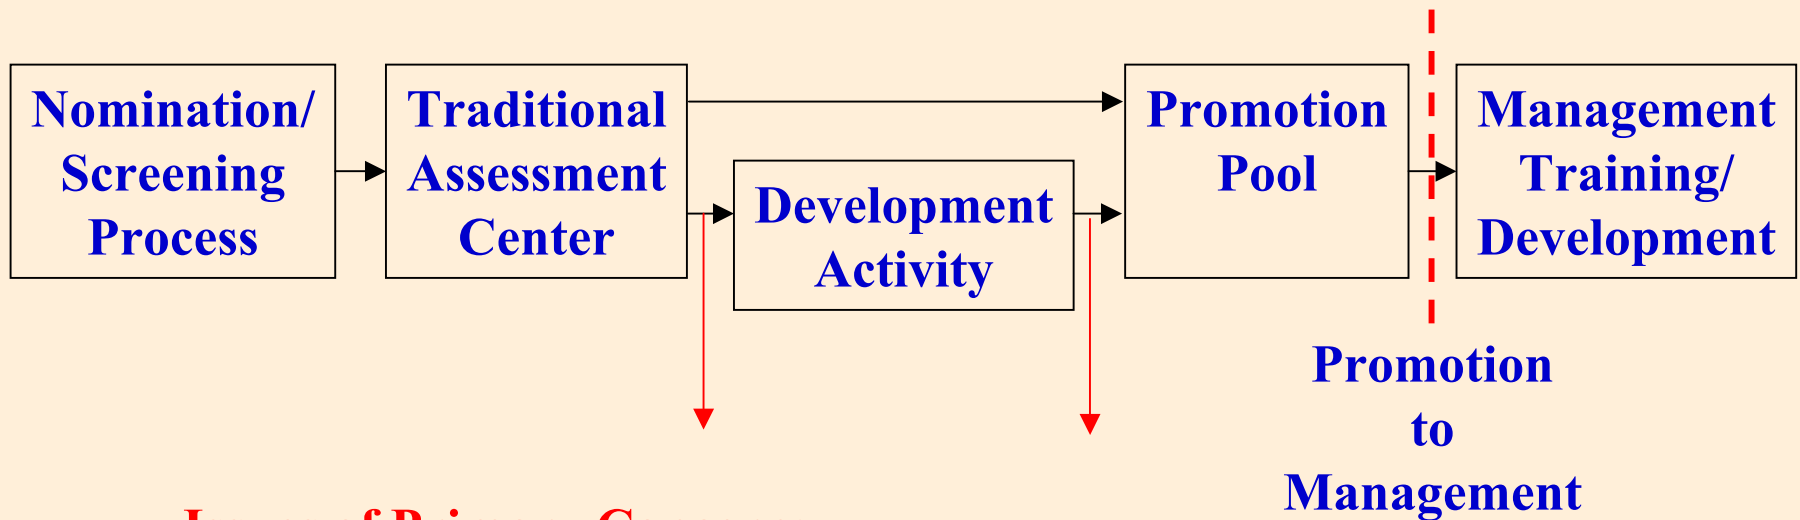 Nomination/
Screening
Process
Traditional
Assessment
Center
Development
Activity
Promotion
Pool
Management
Training/
Development
Promotion
to
Management